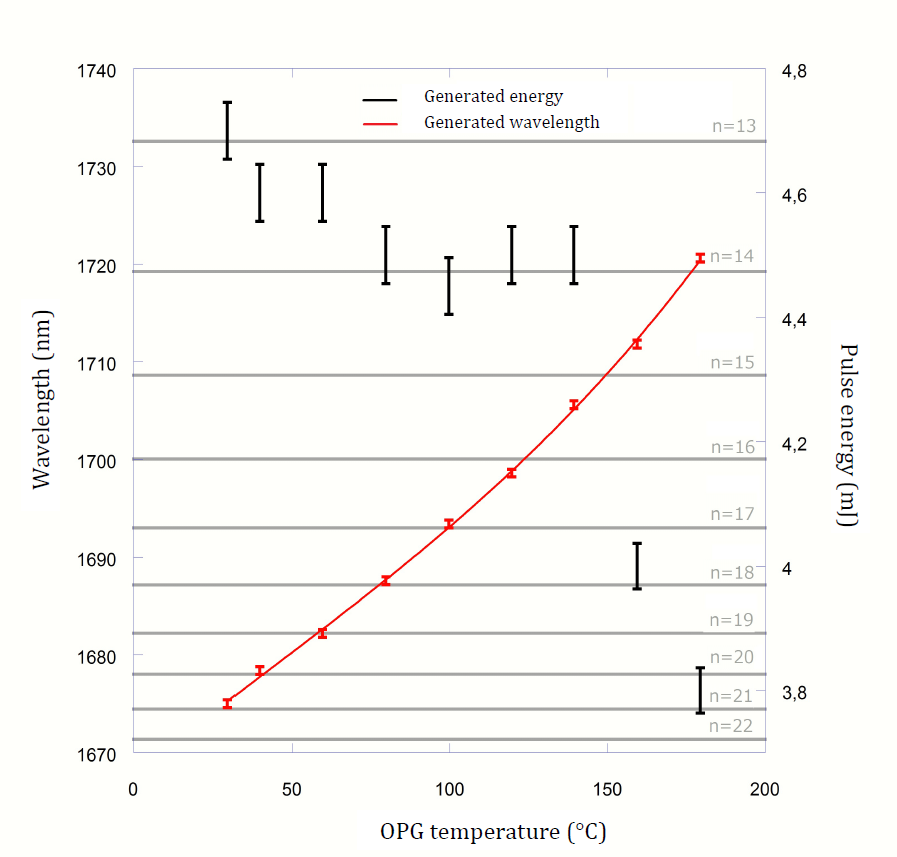 1740
4,8
Generated energy
Generated wavelength
n=13
1730
4,6
n=14
1720
4,4
n=15
1710
Wavelength (nm)
Pulse energy (mJ)
4,2
n=16
1700
n=17
1690
4
n=18
n=19
1680
n=20
3,8
n=21
n=22
1670
0
50
100
150
200
OPG temperature (°C)